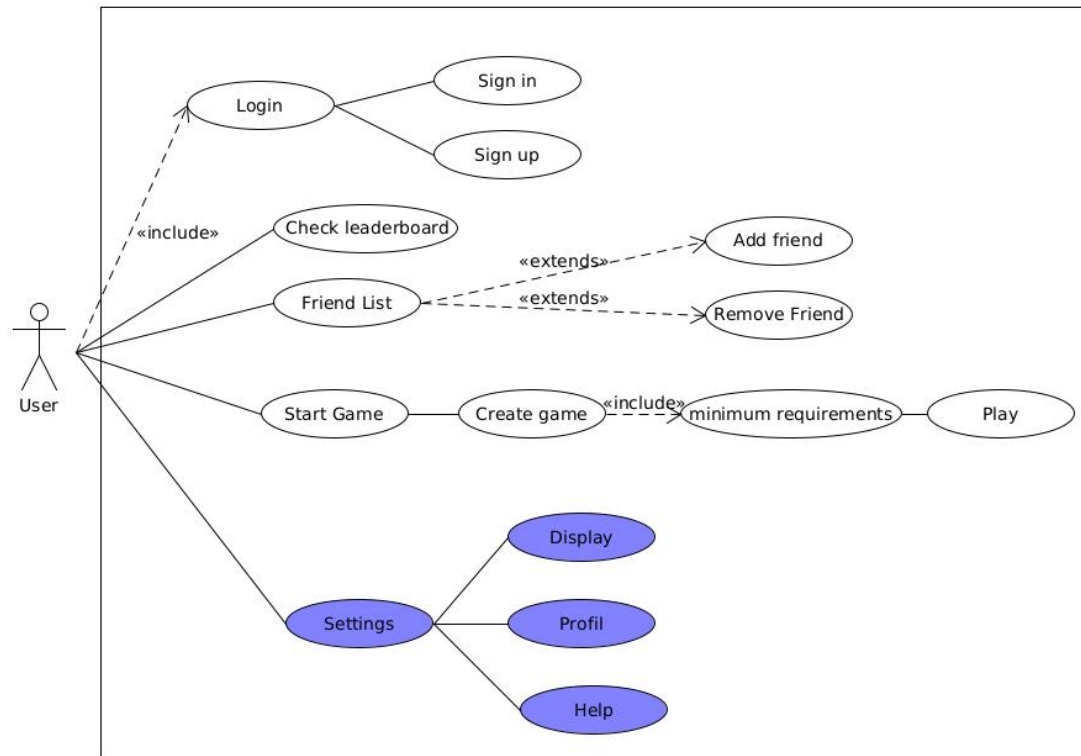 Sign in
Login
Sign up
«include»
Check leaderboard
Add friend
«extends»
Friend List
«extends»
Remove Friend
User
Start Game
Create game
«include»
minimum requirements
Play
Display
Settings
Profil
Help